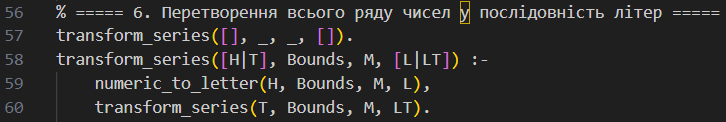 56 % ===== 6. Перетворення всього ряду чисел у послідовність літер =====
57 transform_series([], _, _, []).
58 transform_series([H|T], Bounds, M, [L|LT]) :-
59     numeric_to_letter(H, Bounds, M, L),
60     transform_series(T, Bounds, M, LT).